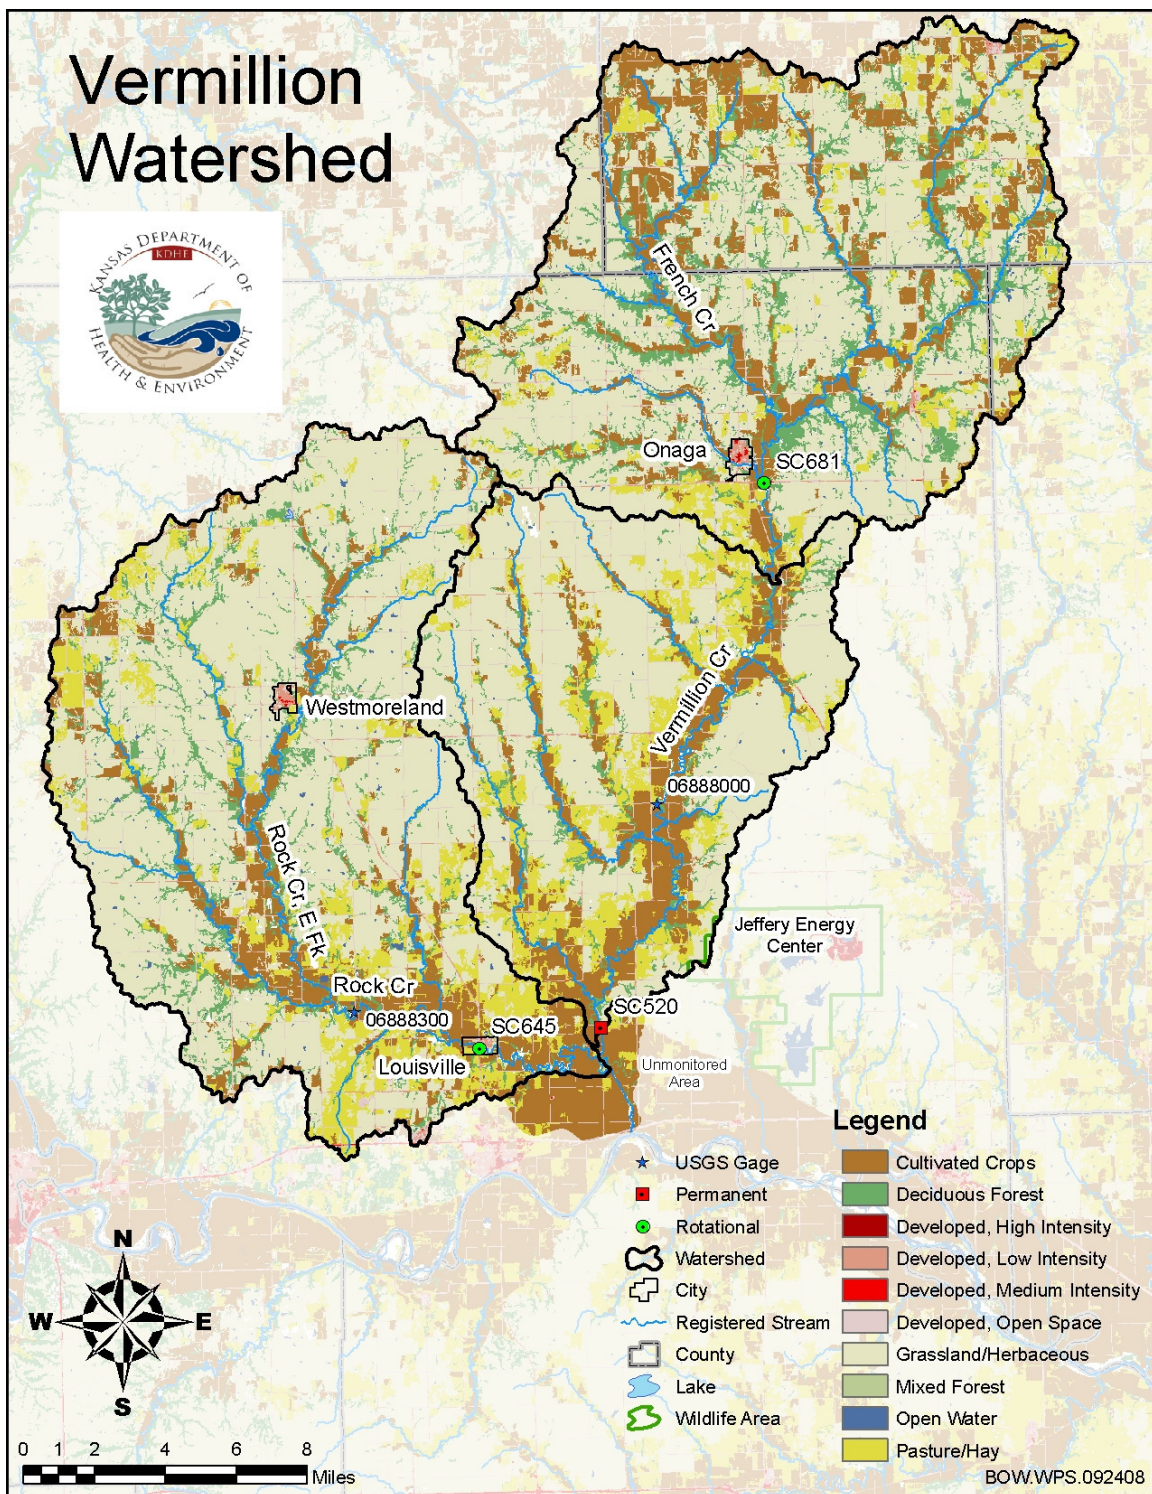 Vermillion
Watershed
KANSAS DEPARTMENT OF
KDHE
HEALTH & ENVIRONMENT
French Cr
Onaga
SC681
Westmoreland
Vermillion Cr
06888000
Rock Cr, E Fk
Jeffery Energy
Center
Rock Cr
06888300
SC645
SC520
Louisville
Unmonitored
Area
Legend
USGS Gage
Permanent
Rotational
Watershed
City
Registered Stream
County
Lake
Wildlife Area
Cultivated Crops
Deciduous Forest
Developed, High Intensity
Developed, Low Intensity
Developed, Medium Intensity
Developed, Open Space
Grassland/Herbaceous
Mixed Forest
Open Water
Pasture/Hay
N
W E
S
0 1 2 4 6 8
Miles
BOW.WPS.092408